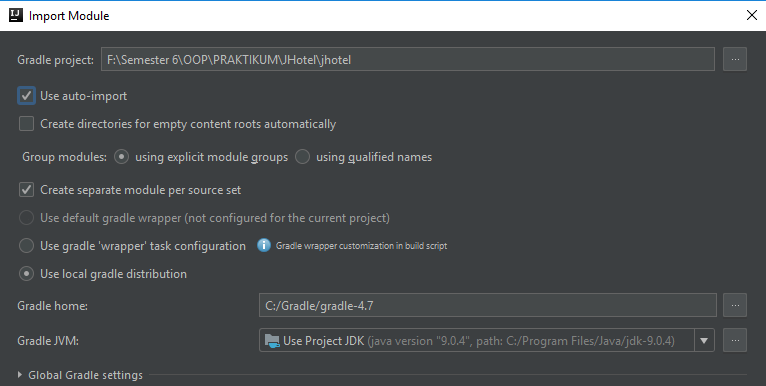 IJ
Import Module
Gradle project: F:\Semester 6\OOP\PRAKTIKUM\JHotel\jhotel ...
Use auto-import
Create directories for empty content roots automatically
Group modules: using explicit module groups using qualified names
Create separate module per source set
Use default gradle wrapper (not configured for the current project)
Use gradle 'wrapper' task configuration Gradle wrapper customization in build script
Use local gradle distribution
Gradle home: C:/Gradle/gradle-4.7 ...
Gradle JVM: Use Project JDK (java version "9.0.4", path: C:/Program Files/Java/jdk-9.0.4) ...
Global Gradle settings